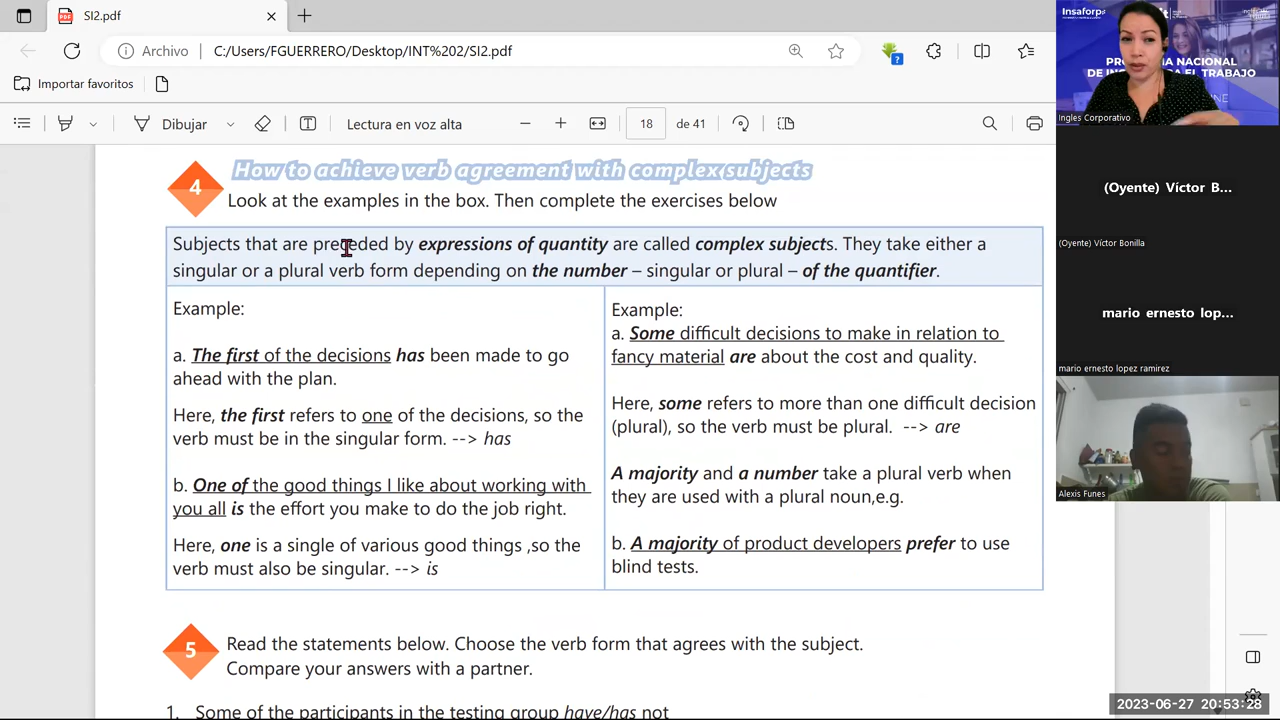 SI2.pdf
Archivo
C:/Users/FGUERRERO/Desktop/INT%20L2/SI2.pdf
Importar favoritos
Dibujar
Lectura en voz alta
18
de 41
4
How to achieve verb agreement with complex subjects
Look at the examples in the box. Then complete the exercises below
Subjects that are preceded by expressions of quantity are called complex subjects. They take either a
singular or a plural verb form depending on the number – singular or plural – of the quantifier.
Example:
a. The first of the decisions has been made to go
ahead with the plan.
Here, the first refers to one of the decisions, so the
verb must be in the singular form. --> has
b. One of the good things I like about working with
you all is the effort you make to do the job right.
Here, one is a single of various good things ,so the
verb must also be singular. --> is
Example:
a. Some difficult decisions to make in relation to
fancy material are about the cost and quality.
Here, some refers to more than one difficult decision
(plural), so the verb must be plural. --> are
A majority and a number take a plural verb when
they are used with a plural noun,e.g.
b. A majority of product developers prefer to use
blind tests.
5
Read the statements below. Choose the verb form that agrees with the subject.
Compare your answers with a partner.
1. Some of the participants in the testing group have/has not
Insaforp
Ingles Corporativo
(Oyente) Víctor B...
(Oyente) Víctor Bonilla
mario ernesto lop...
mario ernesto lopez ramirez
Alexis Funes
2023-06-27 20:53:28